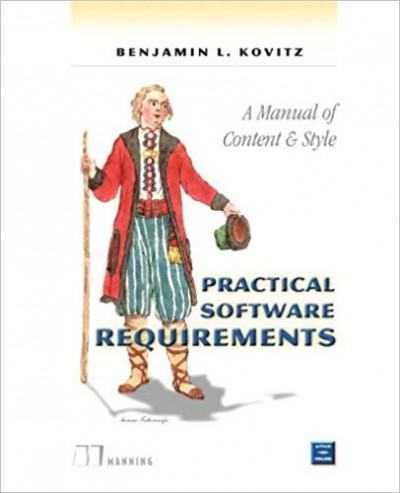 BENJAMIN L. KOVITZ
A Manual of
Content & Style
PRACTICAL
SOFTWARE
REQUIREMENTS
MANNING